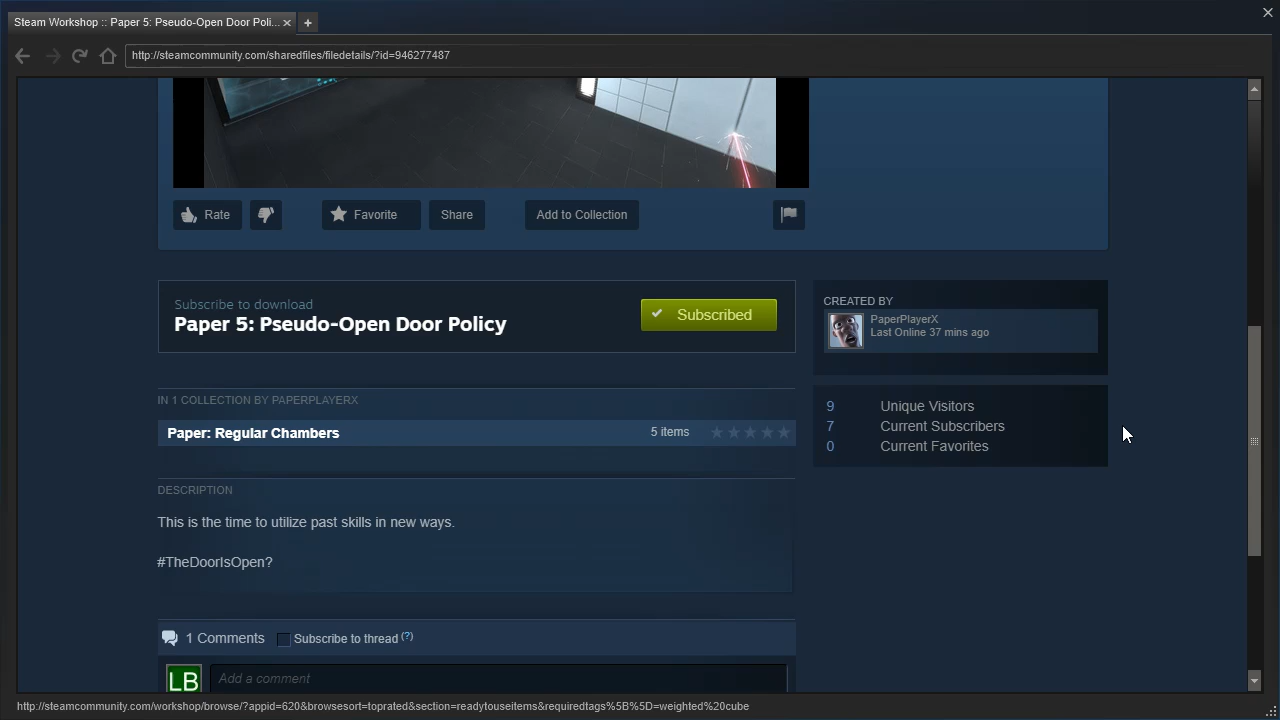 Steam Workshop :: Paper 5: Pseudo-Open Door Poli...
http://steamcommunity.com/sharedfiles/filedetails/?id=946277487
Rate
Favorite
Share
Add to Collection
Subscribe to download
Paper 5: Pseudo-Open Door Policy
Subscribed
CREATED BY
PaperPlayerX
Last Online 37 mins ago
IN 1 COLLECTION BY PAPERPLAYERX
Paper: Regular Chambers 5 items
9 Unique Visitors
7 Current Subscribers
0 Current Favorites
DESCRIPTION
This is the time to utilize past skills in new ways.
#TheDoorIsOpen?
1 Comments Subscribe to thread (?)
LB
Add a comment
http://steamcommunity.com/workshop/browse/?appid=620&browsesort=toprated&section=readytouseitems&requiredtags%5B%5D=weighted%20cube